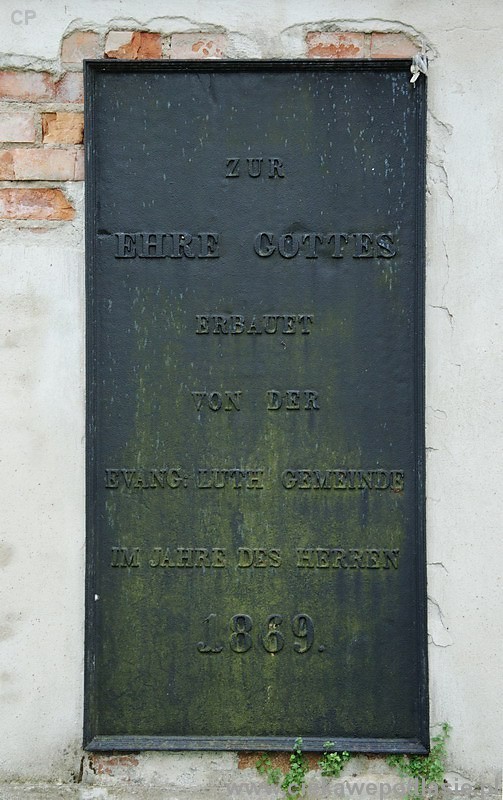 CP
ZUR
EHRE GOTTES
ERBAUET
VON DER
EVANG: LUTH GEMEINDE
IM JAHRE DES HERREN
1869.